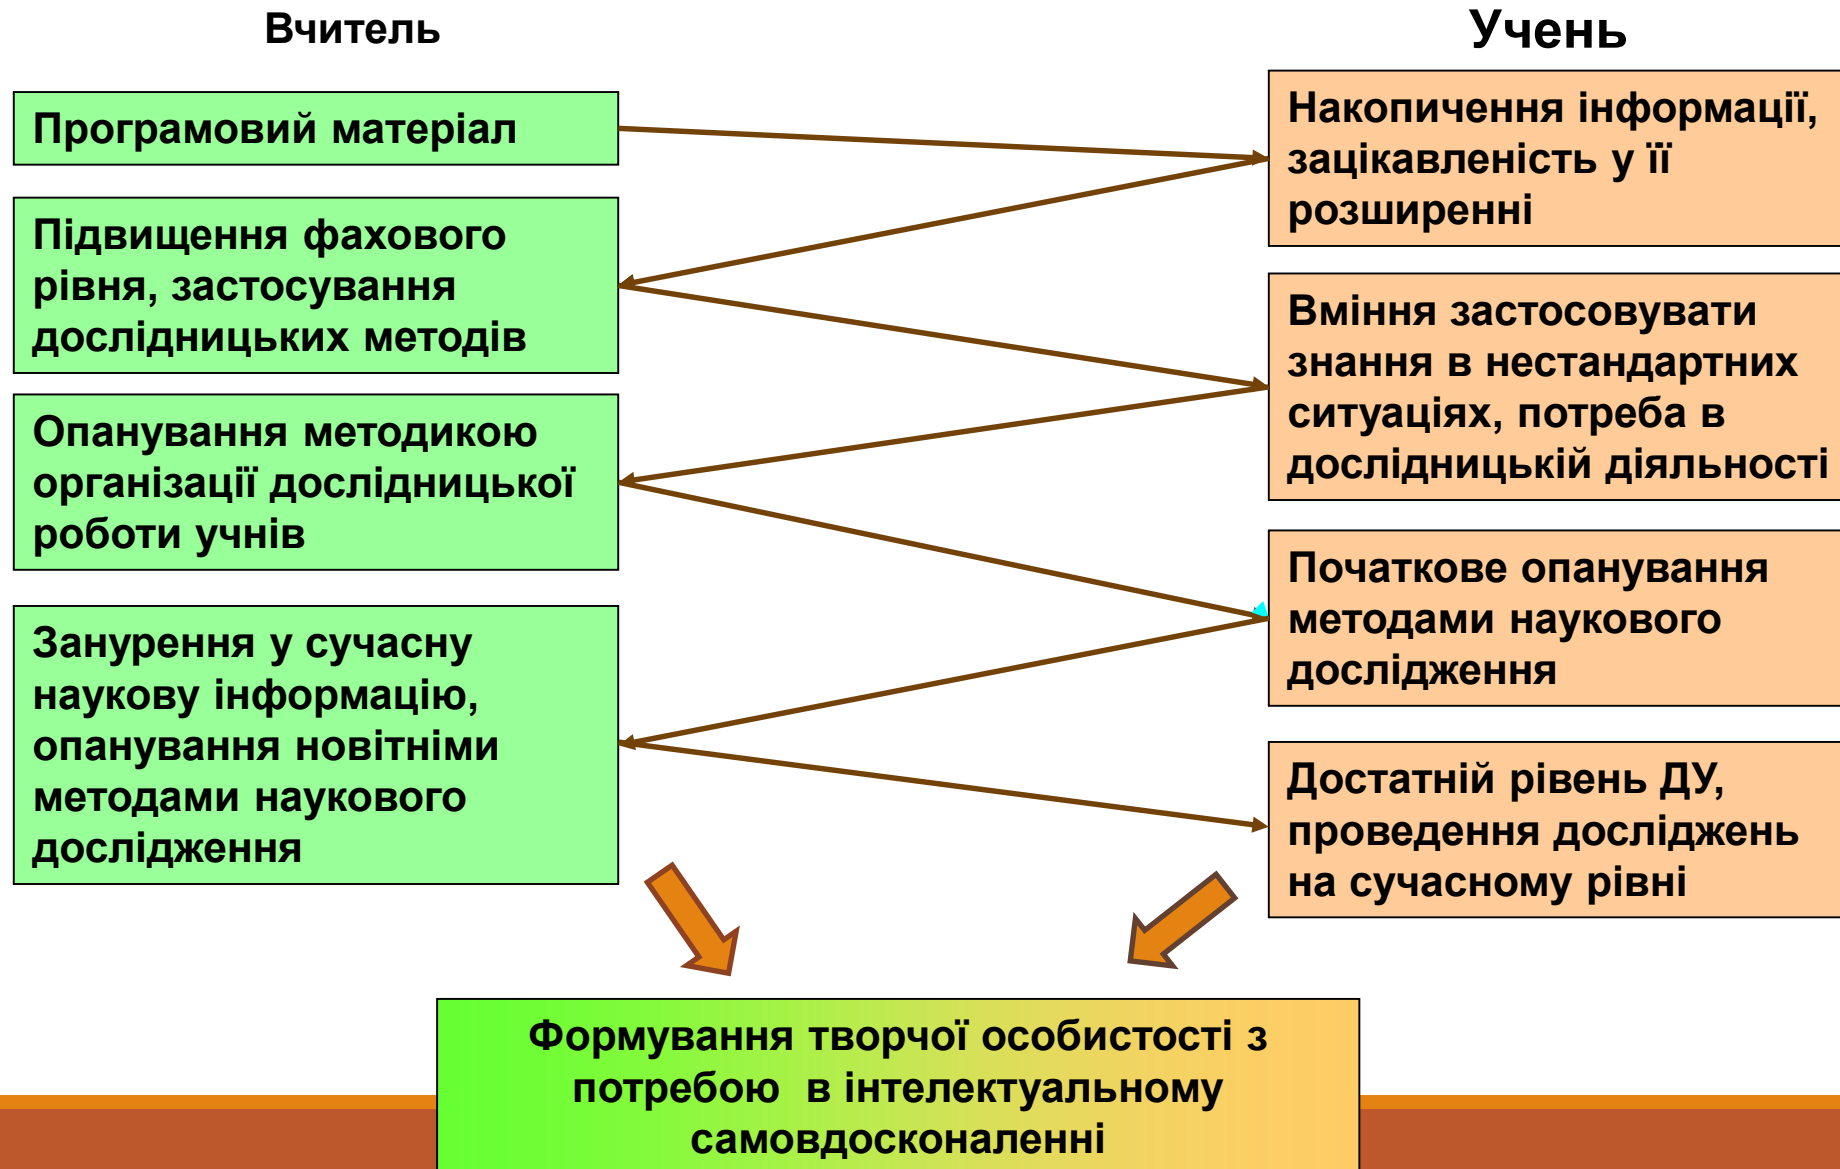 Вчитель
Учень
Програмовий матеріал
Підвищення фахового
рівня, застосування
дослідницьких методів
Опанування методикою
організації дослідницької
роботи учнів
Занурення у сучасну
наукову інформацію,
опанування новітніми
методами наукового
дослідження
Накопичення інформації,
зацікавленість у її
розширенні
Вміння застосовувати
знання в нестандартних
ситуаціях, потреба в
дослідницькій діяльності
Початкове опанування
методами наукового
дослідження
Достатній рівень ДУ,
проведення досліджень
на сучасному рівні
Формування творчої особистості з
потребою в інтелектуальному
самовдосконаленні